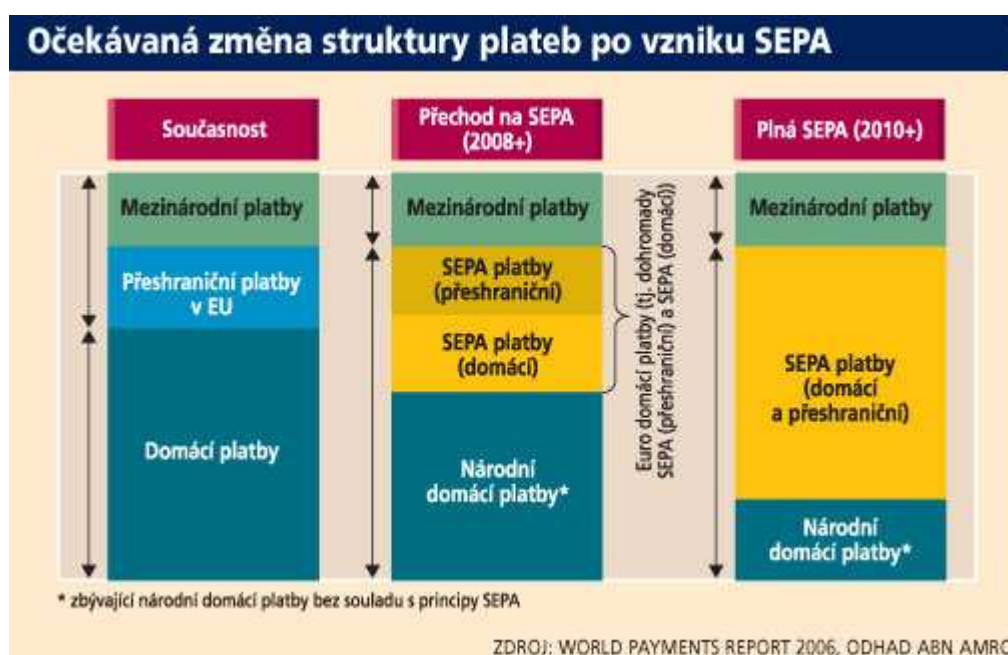 Očekávaná změna struktury plateb po vzniku SEPA
Současnost
Mezinárodní platby
Přeshraniční platby
v EU
Domácí platby
Přechod na SEPA
(2008+)
Mezinárodní platby
SEPA platby
(přeshraniční)
SEPA platby
(domácí)
Národní
domácí platby*
Euro domácí platby (tj. dohromady
SEPA (přeshraniční) a SEPA (domácí))
Plná SEPA (2010+)
Mezinárodní platby
SEPA platby
(domácí
a přeshraniční)
Národní
domácí platby*
* zbývající národní domácí platby bez souladu s principy SEPA
ZDROJ: WORLD PAYMENTS REPORT 2006, ODHAD ABN AMRO